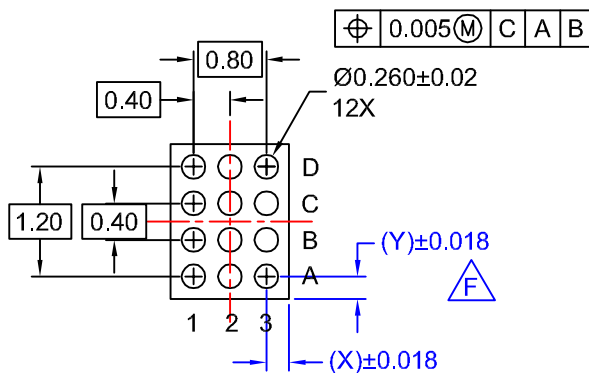 ⌖ 0.005Ⓜ C A B
0.80
Ø0.260±0.02
12X
0.40
D
C
B
A
1.20
0.40
(Y)±0.018
F
1 2 3
(X)±0.018